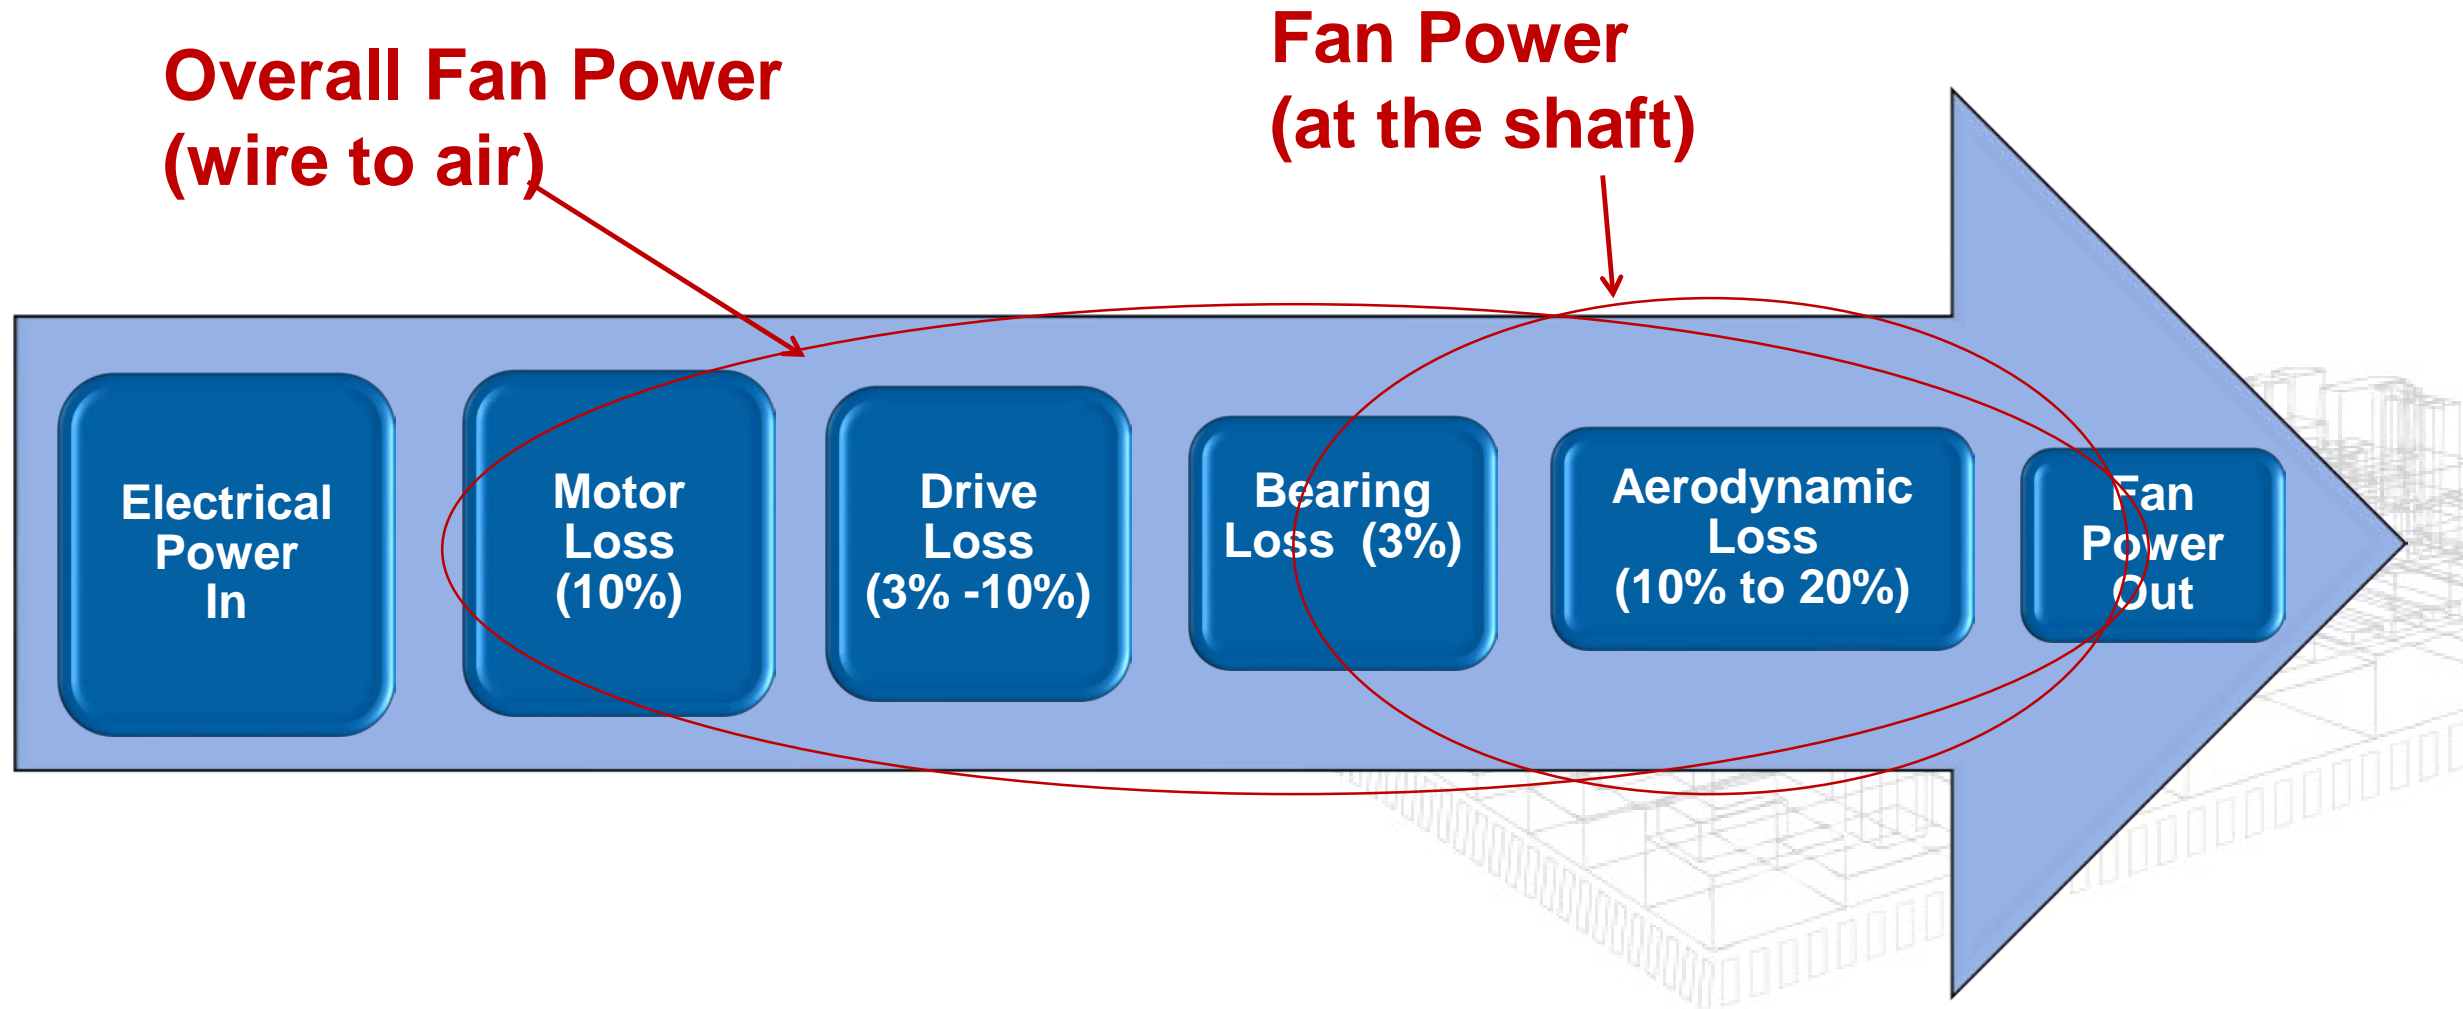 Overall Fan Power
(wire to air)
Fan Power
(at the shaft)
Electrical
Power
In
Motor
Loss
(10%)
Drive
Loss
(3% -10%)
Bearing
Loss (3%)
Aerodynamic
Loss
(10% to 20%)
Fan
Power
Out